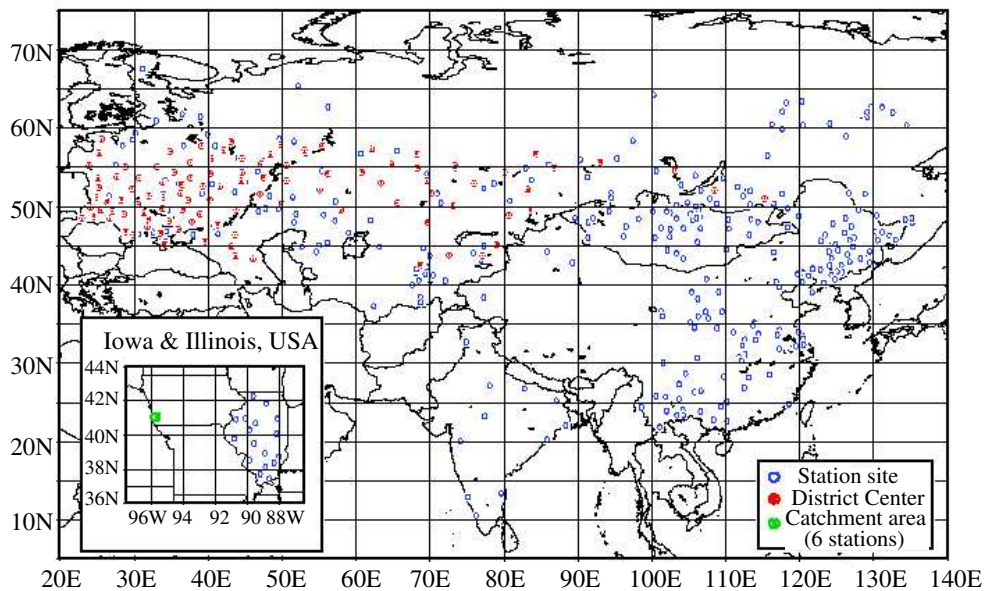 70N
60N
50N
40N
30N
20N
10N
20E 30E 40E 50E 60E 70E 80E 90E 100E 110E 120E 130E 140E
Iowa & Illinois, USA
44N
42N
40N
38N
36N
96W 94 92 90 88W
Station site
District Center
Catchment area
(6 stations)